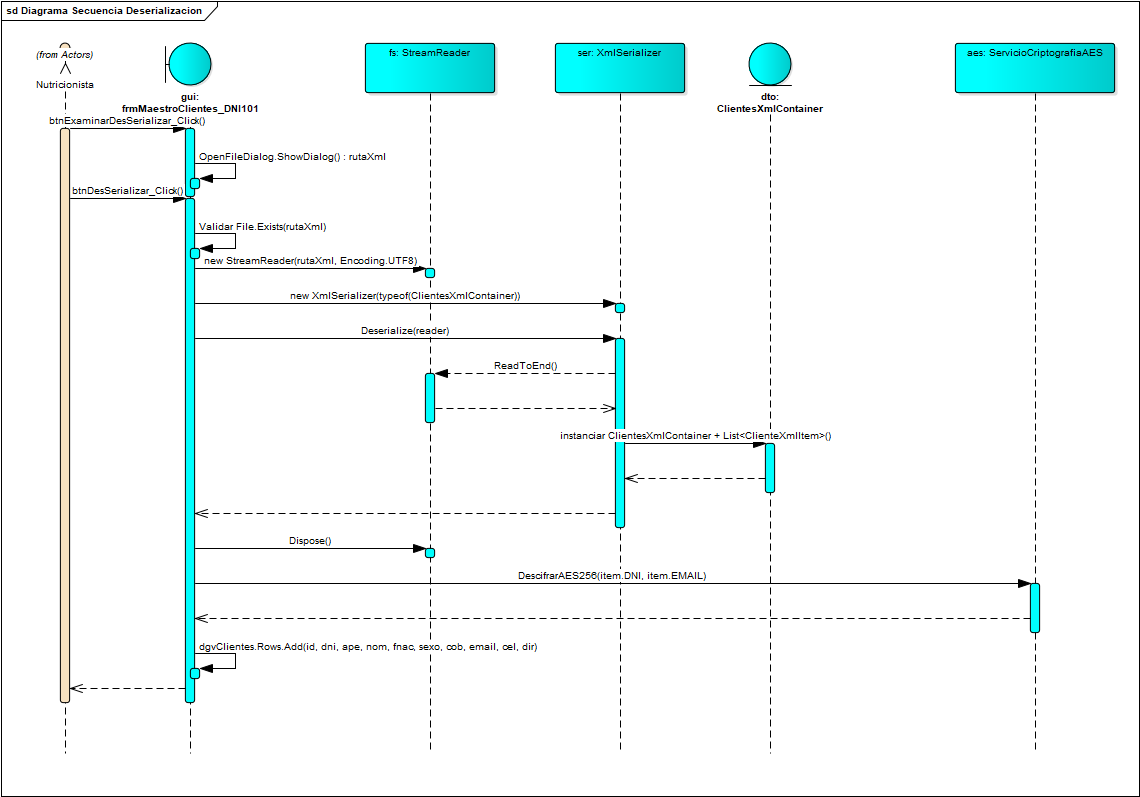 sd Diagrama Secuencia Deserializacion
(from Actors)
Nutricionista
gui:
frmMaestroClientes_DNI101
fs: StreamReader
ser: XmlSerializer
dto:
ClientesXmlContainer
aes: ServicioCriptografiaAES
btnExaminarDesSerializar_Click()
OpenFileDialog.ShowDialog() : rutaXml
btnDesSerializar_Click()
Validar File.Exists(rutaXml)
new StreamReader(rutaXml, Encoding.UTF8)
new XmlSerializer(typeof(ClientesXmlContainer))
Deserialize(reader)
ReadToEnd()
instanciar ClientesXmlContainer + List<ClienteXmlItem>()
Dispose()
DescifrarAES256(item.DNI, item.EMAIL)
dgvClientes.Rows.Add(id, dni, ape, nom, fnac, sexo, cob, email, cel, dir)